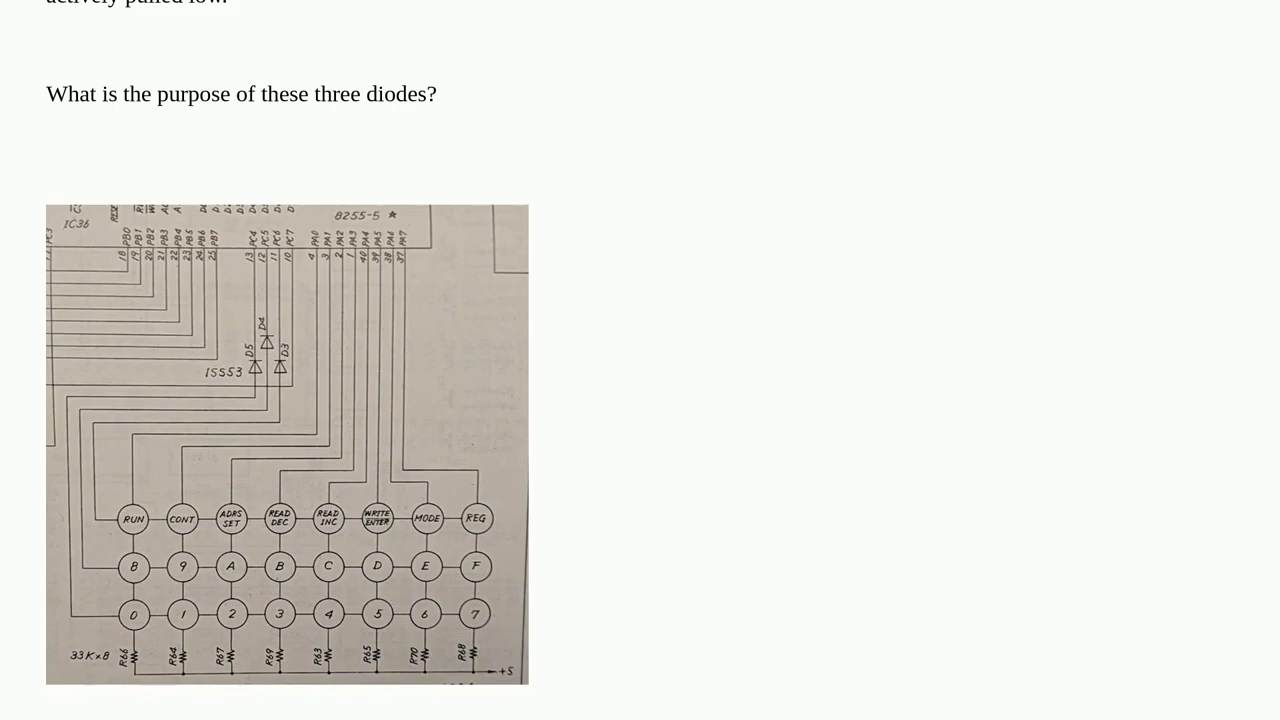 What is the purpose of these three diodes?
IC36
8255-5 *
18 PB0
19 PB1
20 PB2
21 PB3
22 PB4
23 PB5
24 PB6
25 PB7
13 PC4
12 PC5
11 PC6
10 PC7
4 PA0
3 PA1
2 PA2
1 PA3
40 PA4
39 PA5
38 PA6
37 PA7
D4
D5
D3
1SS53
RUN
CONT
ADRS SET
READ DEC
READ INC
WRITE ENTER
MODE
REG
8 9 A B C D E F
0 1 2 3 4 5 6 7
33K×8 R66 R64 R67 R69 R63 R65 R70 R68
+5